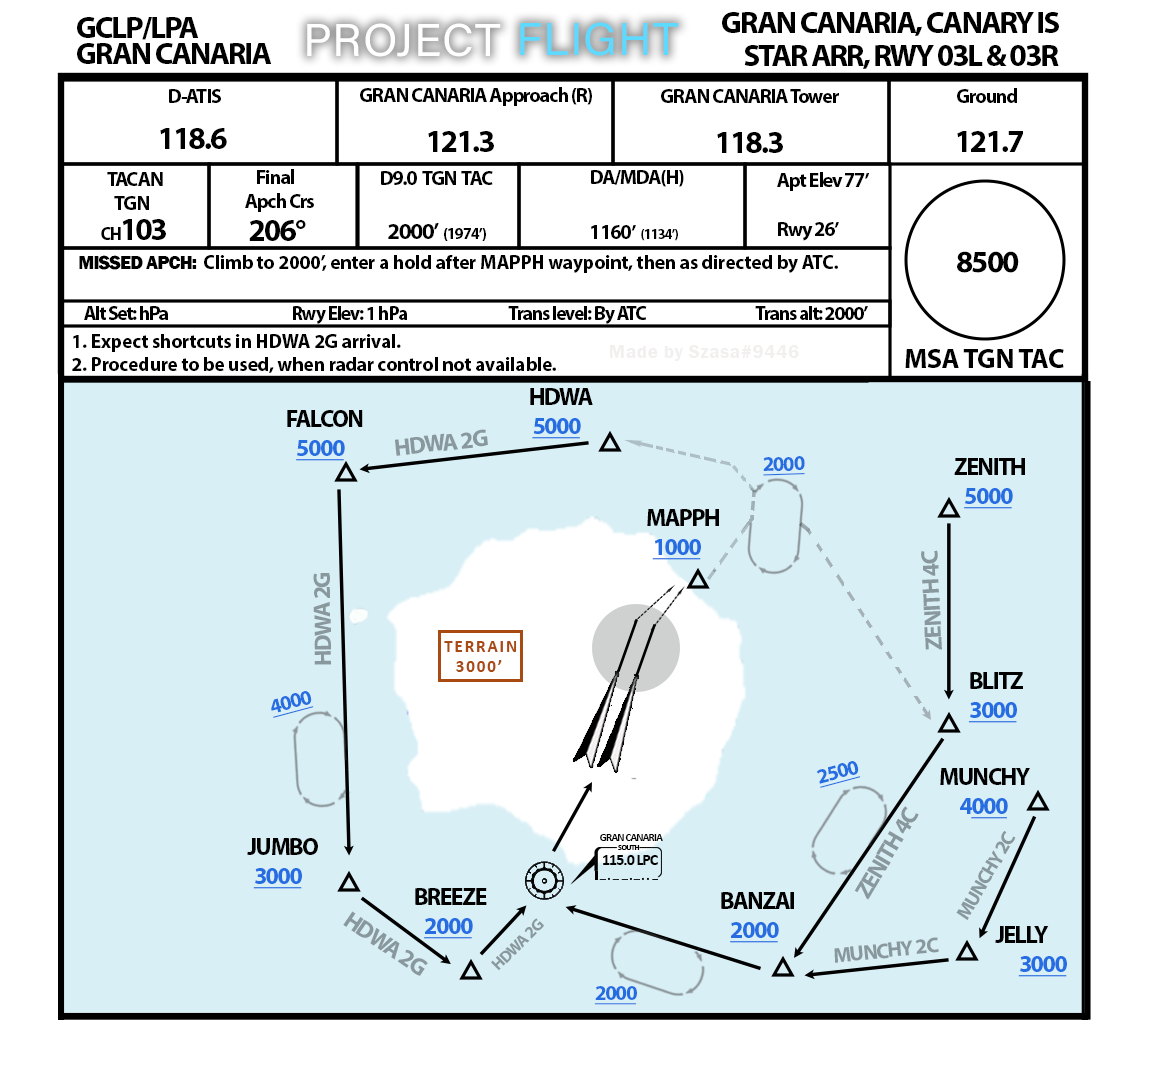 GCLP/LPA
GRAN CANARIA
PROJECT FLIGHT
GRAN CANARIA, CANARY IS
STAR ARR, RWY 03L & 03R
D-ATIS
118.6
GRAN CANARIA Approach (R)
121.3
GRAN CANARIA Tower
118.3
Ground
121.7
TACAN
TGN
CH103
Final
Apch Crs
206°
D9.0 TGN TAC
2000’ (1974’)
DA/MDA(H)
1160’ (1134’)
Apt Elev 77’
Rwy 26’
MISSED APCH: Climb to 2000’, enter a hold after MAPPH waypoint, then as directed by ATC.
Alt Set: hPa
Rwy Elev: 1 hPa
Trans level: By ATC
Trans alt: 2000’
1. Expect shortcuts in HDWA 2G arrival.
2. Procedure to be used, when radar control not available.
Made by Szasa#9446
8500
MSA TGN TAC
HDWA
5000
FALCON
5000
HDWA 2G
2000
ZENITH
5000
MAPPH
1000
ZENITH 4C
HDWA 2G
TERRAIN
3000’
BLITZ
3000
4000
2500
MUNCHY
4000
ZENITH 4C
MUNCHY 2C
JUMBO
3000
GRAN CANARIA
SOUTH
115.0 LPC
BREEZE
2000
BANZAI
2000
HDWA 2G
HDWA 2G
MUNCHY 2C
JELLY
3000
2000